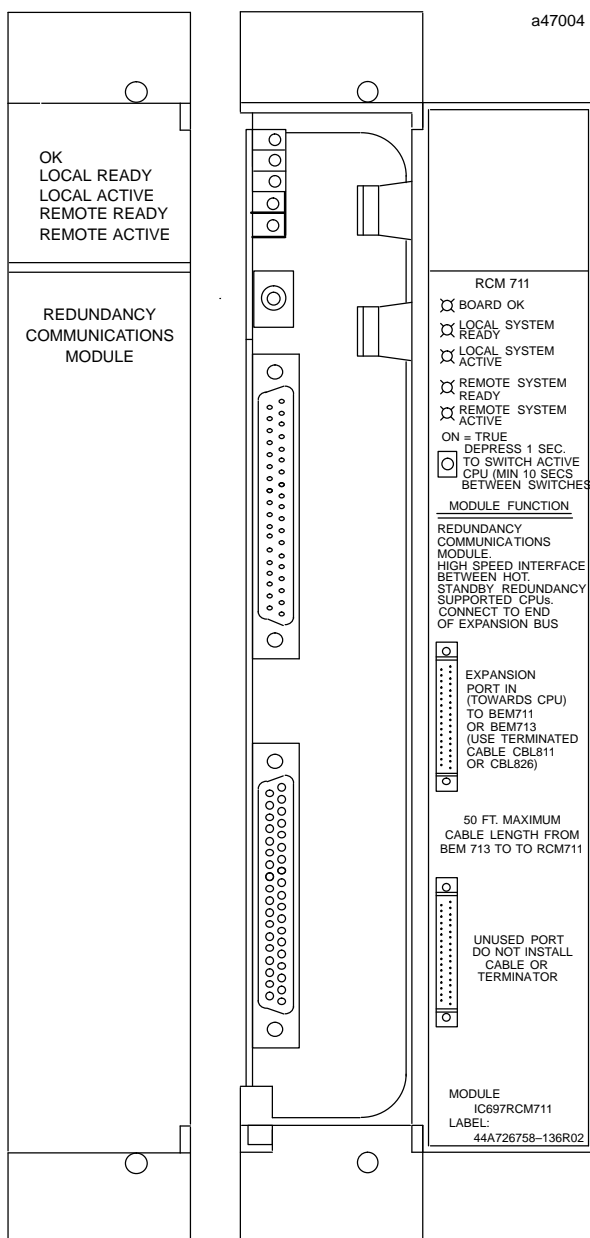 a47004
OK
LOCAL READY
LOCAL ACTIVE
REMOTE READY
REMOTE ACTIVE
REDUNDANCY
COMMUNICATIONS
MODULE
RCM 711
BOARD OK
LOCAL SYSTEM
READY
LOCAL SYSTEM
ACTIVE
REMOTE SYSTEM
READY
REMOTE SYSTEM
ACTIVE
ON = TRUE
DEPRESS 1 SEC.
TO SWITCH ACTIVE
CPU (MIN 10 SECS
BETWEEN SWITCHES
MODULE FUNCTION
REDUNDANCY
COMMUNICATIONS
MODULE.
HIGH SPEED INTERFACE
BETWEEN HOT.
STANDBY REDUNDANCY
SUPPORTED CPUs.
CONNECT TO END
OF EXPANSION BUS
EXPANSION
PORT IN
(TOWARDS CPU)
TO BEM711
OR BEM713
(USE TERMINATED
CABLE CBL811
OR CBL826)
50 FT. MAXIMUM
CABLE LENGTH FROM
BEM 713 TO TO RCM711
UNUSED PORT
DO NOT INSTALL
CABLE OR
TERMINATOR
MODULE
IC697RCM711
LABEL:
44A726758–136R02